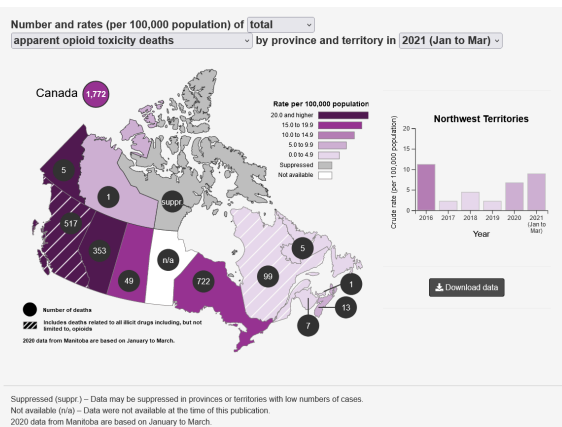 Number and rates (per 100,000 population) of total
apparent opioid toxicity deaths by province and territory in 2021 (Jan to Mar)
Canada 1,772
Rate per 100,000 population
20.0 and higher
15.0 to 19.9
10.0 to 14.9
5.0 to 9.9
0.0 to 4.9
Suppressed
Not available
5
1
suppr.
517
353
49
n/a
722
99
5
1
13
7
Number of deaths
Includes deaths related to all illicit drugs including, but not
limited to, opioids
2020 data from Manitoba are based on January to March.
Northwest Territories
Crude rate (per 100,000 population)
20
15
10
5
0
2016
2017
2018
2019
2020
2021
(Jan to
Mar)
Year
Download data
Suppressed (suppr.) – Data may be suppressed in provinces or territories with low numbers of cases.
Not available (n/a) – Data were not available at the time of this publication.
2020 data from Manitoba are based on January to March.